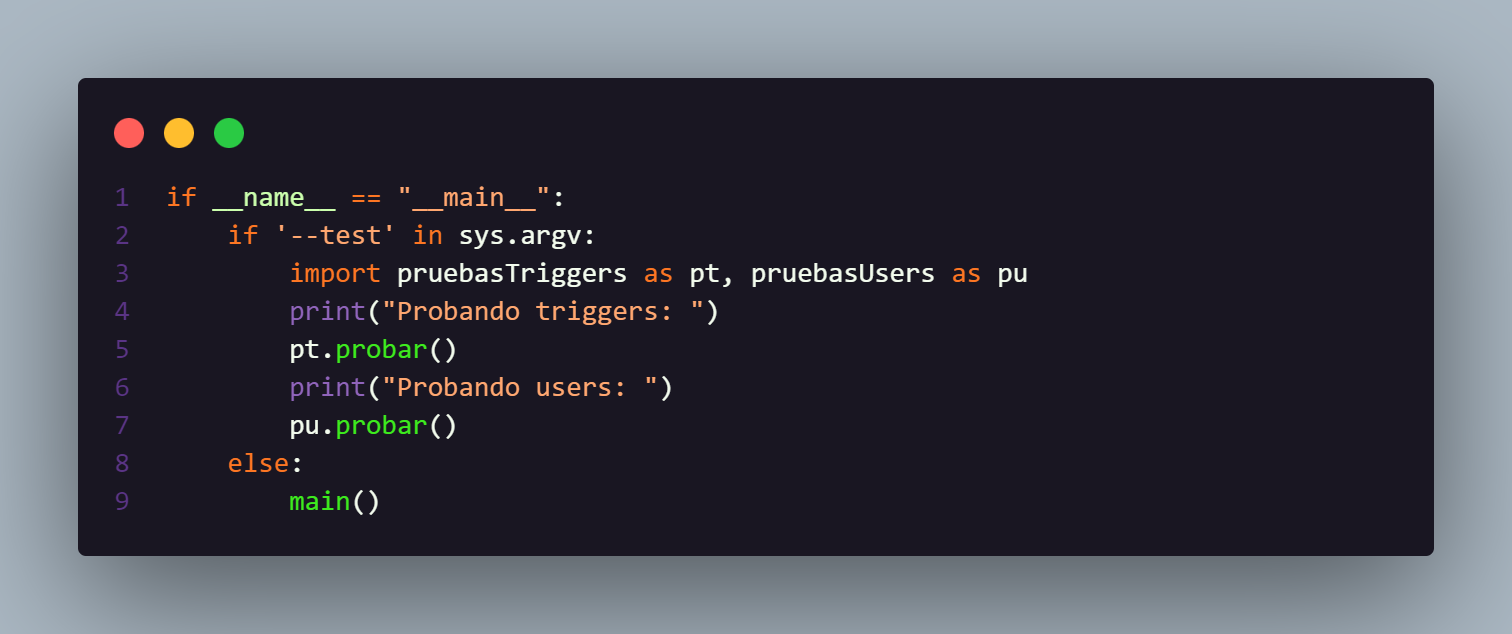 1 if __name__ == "__main__":
2     if '--test' in sys.argv:
3         import pruebasTriggers as pt, pruebasUsers as pu
4         print("Probando triggers: ")
5         pt.probar()
6         print("Probando users: ")
7         pu.probar()
8     else:
9         main()